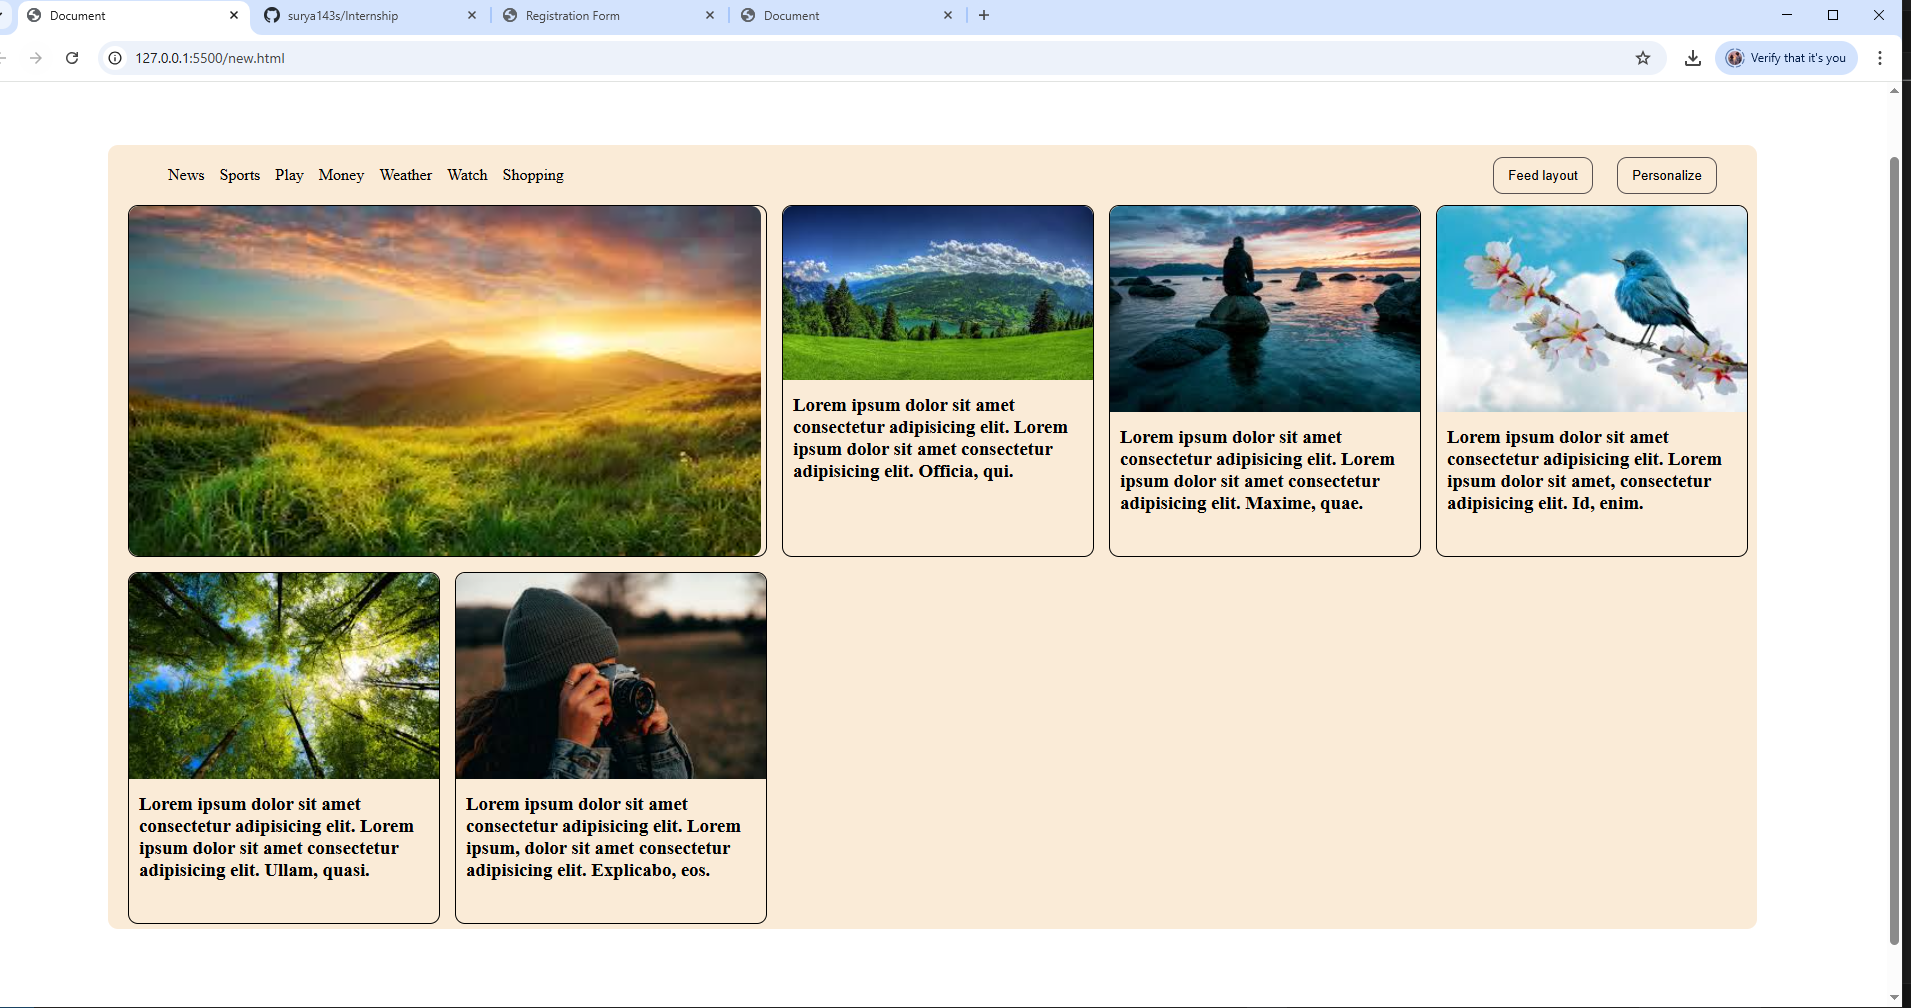 Document
surya143s/Internship
Registration Form
Document
127.0.0.1:5500/new.html
Verify that it's you
News Sports Play Money Weather Watch Shopping
Feed layout
Personalize
Lorem ipsum dolor sit amet
consectetur adipisicing elit. Lorem
ipsum dolor sit amet consectetur
adipisicing elit. Officia, qui.
Lorem ipsum dolor sit amet
consectetur adipisicing elit. Lorem
ipsum dolor sit amet consectetur
adipisicing elit. Maxime, quae.
Lorem ipsum dolor sit amet
consectetur adipisicing elit. Lorem
ipsum dolor sit amet, consectetur
adipisicing elit. Id, enim.
Lorem ipsum dolor sit amet
consectetur adipisicing elit. Lorem
ipsum dolor sit amet consectetur
adipisicing elit. Ullam, quasi.
Lorem ipsum dolor sit amet
consectetur adipisicing elit. Lorem
ipsum, dolor sit amet consectetur
adipisicing elit. Explicabo, eos.